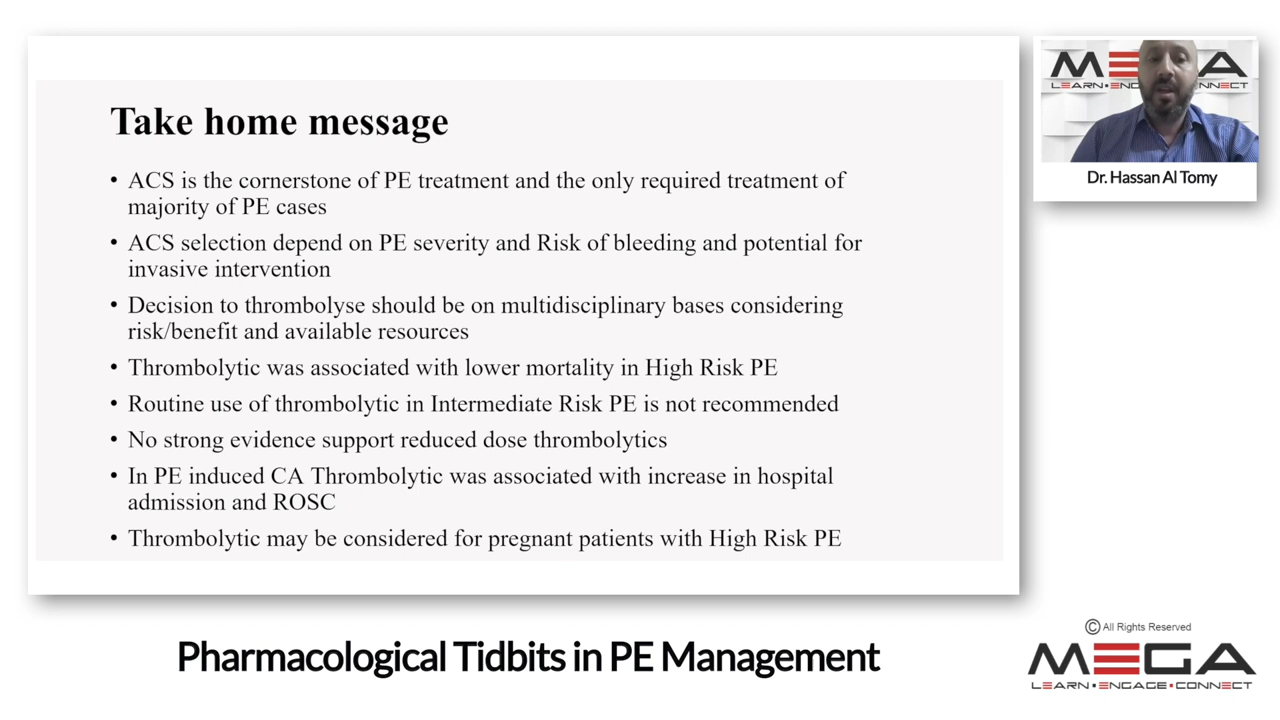 Take home message
• ACS is the cornerstone of PE treatment and the only required treatment of
majority of PE cases
• ACS selection depend on PE severity and Risk of bleeding and potential for
invasive intervention
• Decision to thrombolyse should be on multidisciplinary bases considering
risk/benefit and available resources
• Thrombolytic was associated with lower mortality in High Risk PE
• Routine use of thrombolytic in Intermediate Risk PE is not recommended
• No strong evidence support reduced dose thrombolytics
• In PE induced CA Thrombolytic was associated with increase in hospital
admission and ROSC
• Thrombolytic may be considered for pregnant patients with High Risk PE
Dr. Hassan Al Tomy
Pharmacological Tidbits in PE Management
© All Rights Reserved
MEGA
LEARN•ENGAGE•CONNECT